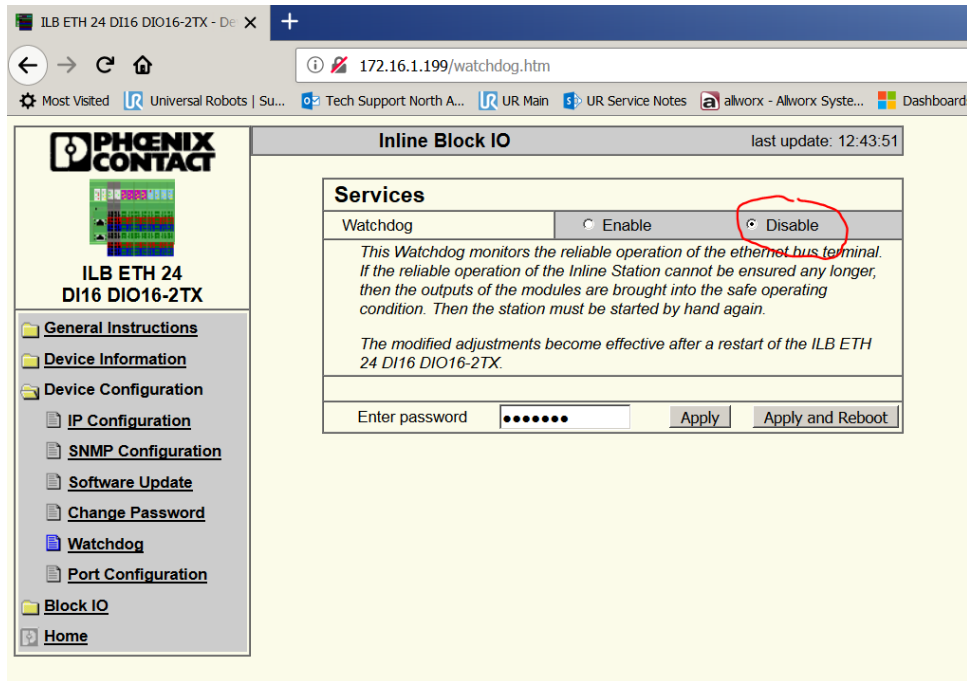 ILB ETH 24 DI16 DIO16-2TX - De
172.16.1.199/watchdog.htm
Most Visited Universal Robots | Su... Tech Support North A... UR Main UR Service Notes allworx - Allworx Syste... Dashboard
PHŒNIX
CONTACT
Inline Block IO last update: 12:43:51
ILB ETH 24
DI16 DIO16-2TX
General Instructions
Device Information
Device Configuration
IP Configuration
SNMP Configuration
Software Update
Change Password
Watchdog
Port Configuration
Block IO
Home
Services
Watchdog Enable Disable
This Watchdog monitors the reliable operation of the ethernet bus terminal.
If the reliable operation of the Inline Station cannot be ensured any longer,
then the outputs of the modules are brought into the safe operating
condition. Then the station must be started by hand again.
The modified adjustments become effective after a restart of the ILB ETH
24 DI16 DIO16-2TX.
Enter password ●●●●●●● Apply Apply and Reboot